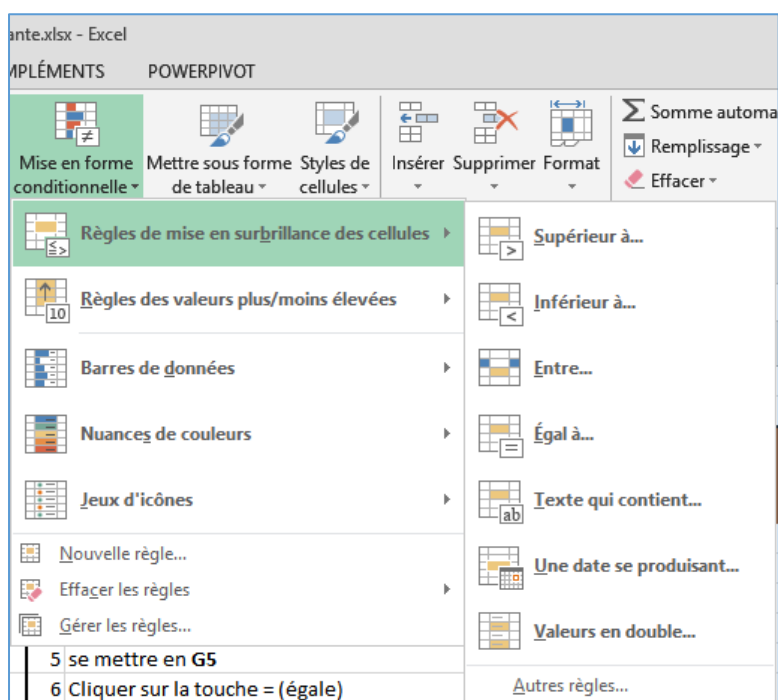 ante.xlsx - Excel
MPLÉMENTS POWERPIVOT
Mise en forme conditionnelle
Mettre sous forme de tableau
Styles de cellules
Insérer
Supprimer
Format
Σ Somme automa
Remplissage
Effacer
Règles de mise en surbrillance des cellules
Règles des valeurs plus/moins élevées
10
Barres de données
Nuances de couleurs
Jeux d'icônes
Nouvelle règle...
Effacer les règles
Gérer les règles...
Supérieur à...
Inférieur à...
Entre...
Égal à...
ab
Texte qui contient...
Une date se produisant...
Valeurs en double...
Autres règles...
5 se mettre en G5
6 Cliquer sur la touche = (égale)